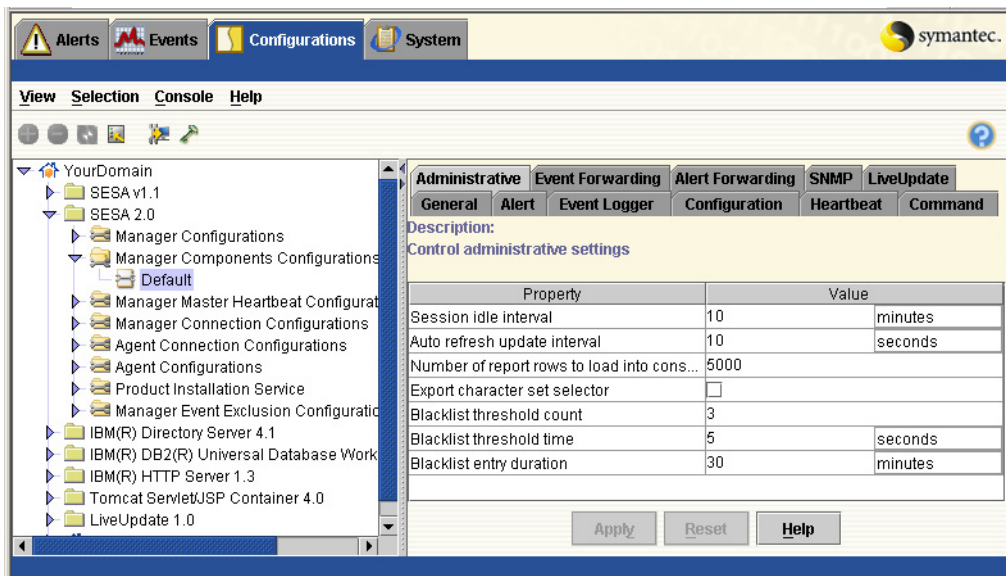 Alerts Events Configurations System symantec.
View Selection Console Help
YourDomain
SESA v1.1
SESA 2.0
Manager Configurations
Manager Components Configurations
Default
Manager Master Heartbeat Configurat
Manager Connection Configurations
Agent Connection Configurations
Agent Configurations
Product Installation Service
Manager Event Exclusion Configuratio
IBM(R) Directory Server 4.1
IBM(R) DB2(R) Universal Database Work
IBM(R) HTTP Server 1.3
Tomcat Servlet/JSP Container 4.0
LiveUpdate 1.0
Administrative Event Forwarding Alert Forwarding SNMP LiveUpdate
General Alert Event Logger Configuration Heartbeat Command
Description:
Control administrative settings
Property Value
Session idle interval 10 minutes
Auto refresh update interval 10 seconds
Number of report rows to load into cons... 5000
Export character set selector
Blacklist threshold count 3
Blacklist threshold time 5 seconds
Blacklist entry duration 30 minutes
Apply Reset Help